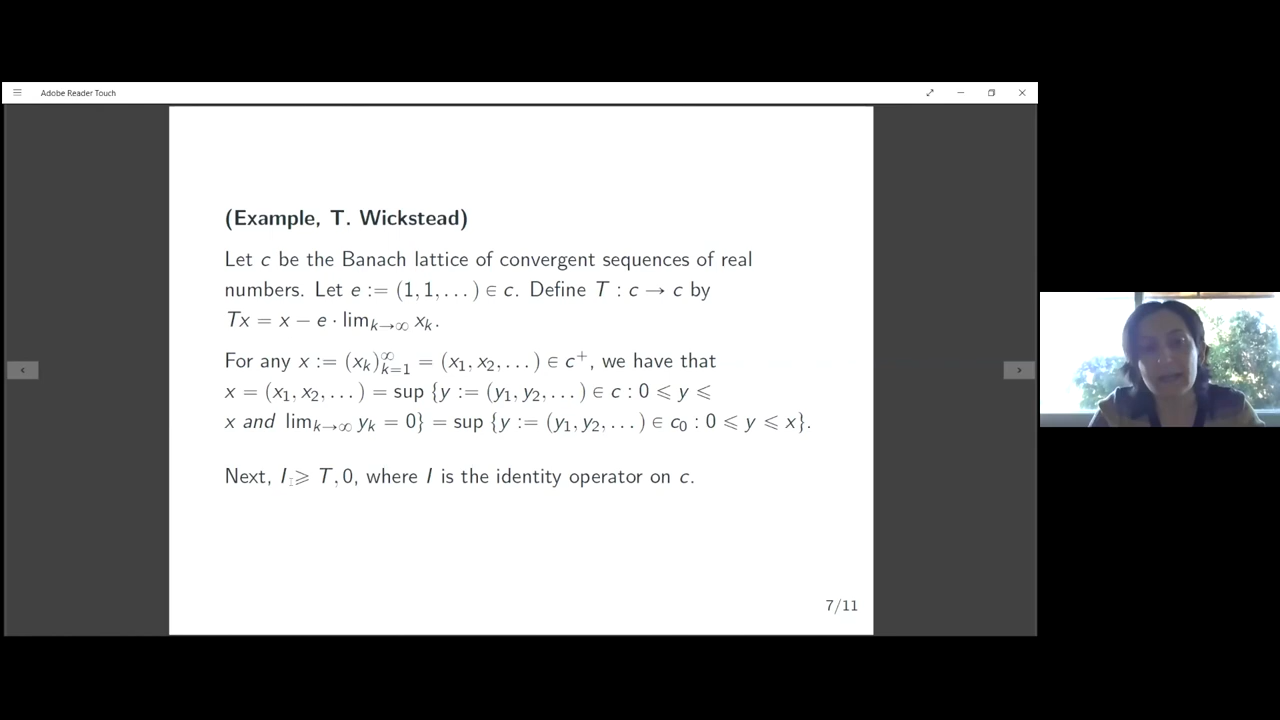 Adobe Reader Touch
(Example, T. Wickstead)
Let c be the Banach lattice of convergent sequences of real
numbers. Let e := (1, 1, . . . ) ∈ c. Define T : c → c by
Tx = x − e · lim_{k→∞} x_k.
For any x := (x_k)_{k=1}^∞ = (x_1, x_2, . . . ) ∈ c^+, we have that
x = (x_1, x_2, . . . ) = sup {y := (y_1, y_2, . . . ) ∈ c : 0 ⩽ y ⩽
x and lim_{k→∞} y_k = 0} = sup {y := (y_1, y_2, . . . ) ∈ c_0 : 0 ⩽ y ⩽ x}.
Next, I ⩾ T, 0, where I is the identity operator on c.
7/11